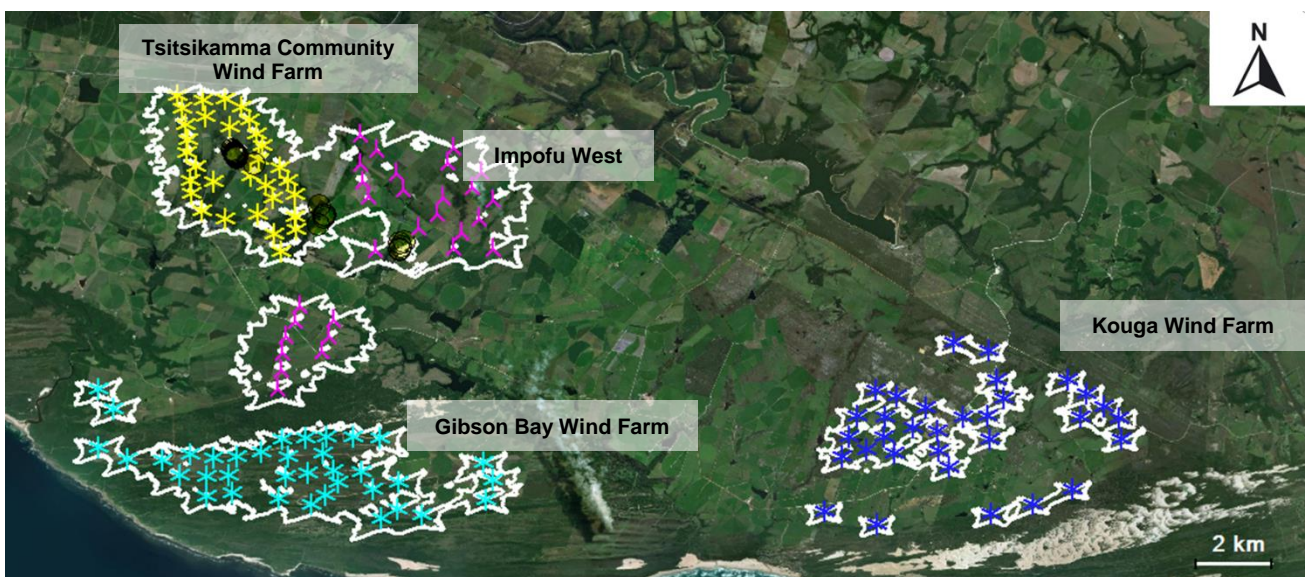 Tsitsikamma Community
Wind Farm
N
Impofu West
Kouga Wind Farm
Gibson Bay Wind Farm
2 km